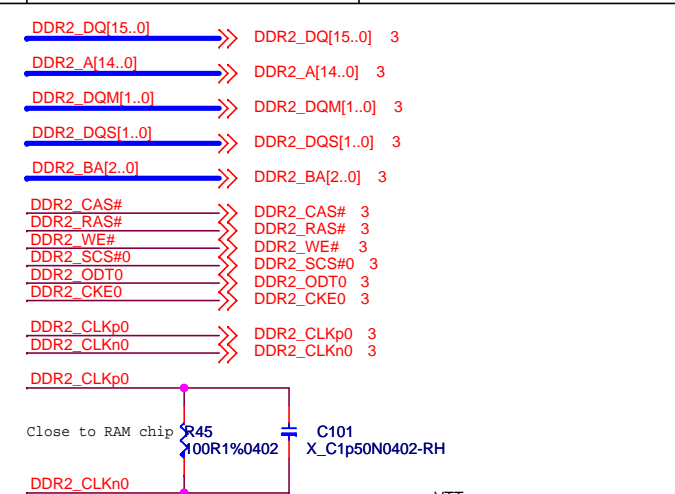 DDR2_DQ[15..0] DDR2_DQ[15..0] 3
DDR2_A[14..0] DDR2_A[14..0] 3
DDR2_DQM[1..0] DDR2_DQM[1..0] 3
DDR2_DQS[1..0] DDR2_DQS[1..0] 3
DDR2_BA[2..0] DDR2_BA[2..0] 3
DDR2_CAS# DDR2_CAS# 3
DDR2_RAS# DDR2_RAS# 3
DDR2_WE# DDR2_WE# 3
DDR2_SCS#0 DDR2_SCS#0 3
DDR2_ODT0 DDR2_ODT0 3
DDR2_CKE0 DDR2_CKE0 3
DDR2_CLKp0 DDR2_CLKp0 3
DDR2_CLKn0 DDR2_CLKn0 3
DDR2_CLKp0
Close to RAM chip R45 C101
100R1%0402 X_C1p50N0402-RH
DDR2_CLKn0